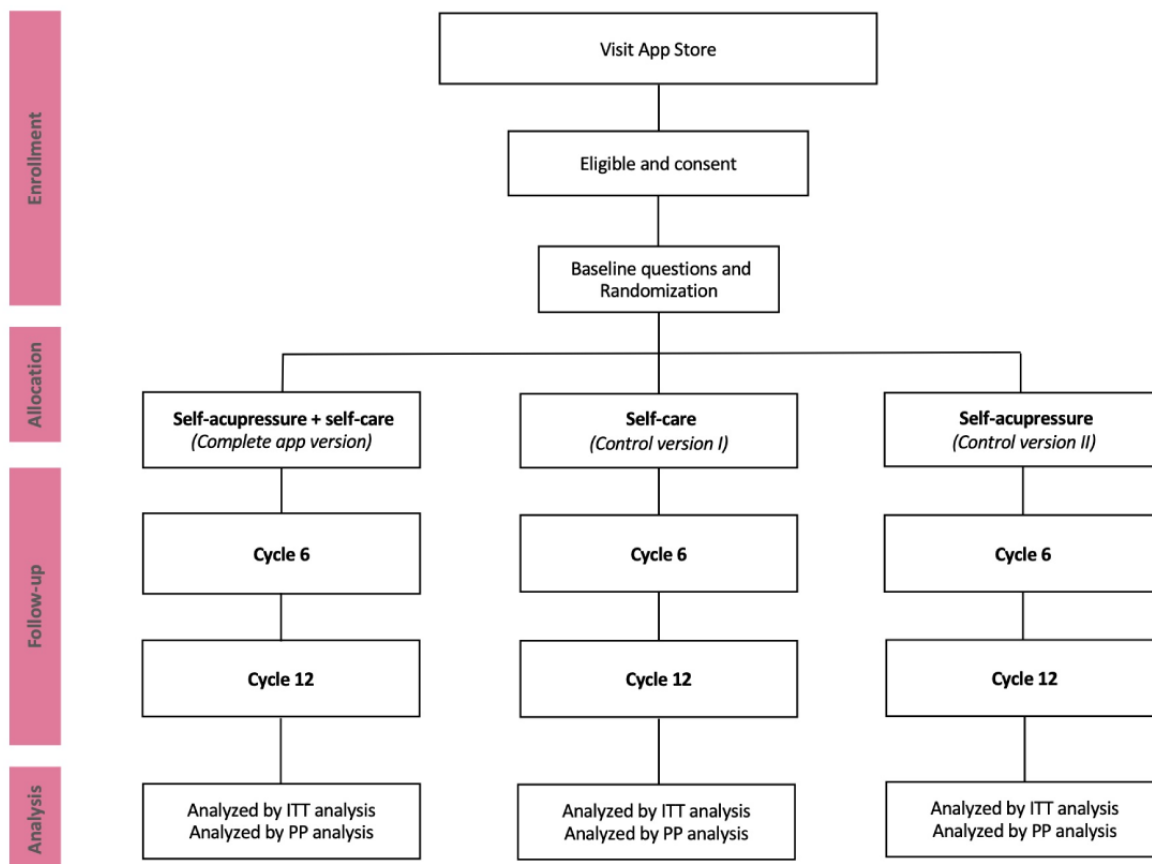 Enrollment
Visit App Store
Eligible and consent
Baseline questions and
Randomization
Allocation
Self-acupressure + self-care
(Complete app version)
Self-care
(Control version I)
Self-acupressure
(Control version II)
Follow-up
Cycle 6
Cycle 6
Cycle 6
Cycle 12
Cycle 12
Cycle 12
Analysis
Analyzed by ITT analysis
Analyzed by PP analysis
Analyzed by ITT analysis
Analyzed by PP analysis
Analyzed by ITT analysis
Analyzed by PP analysis